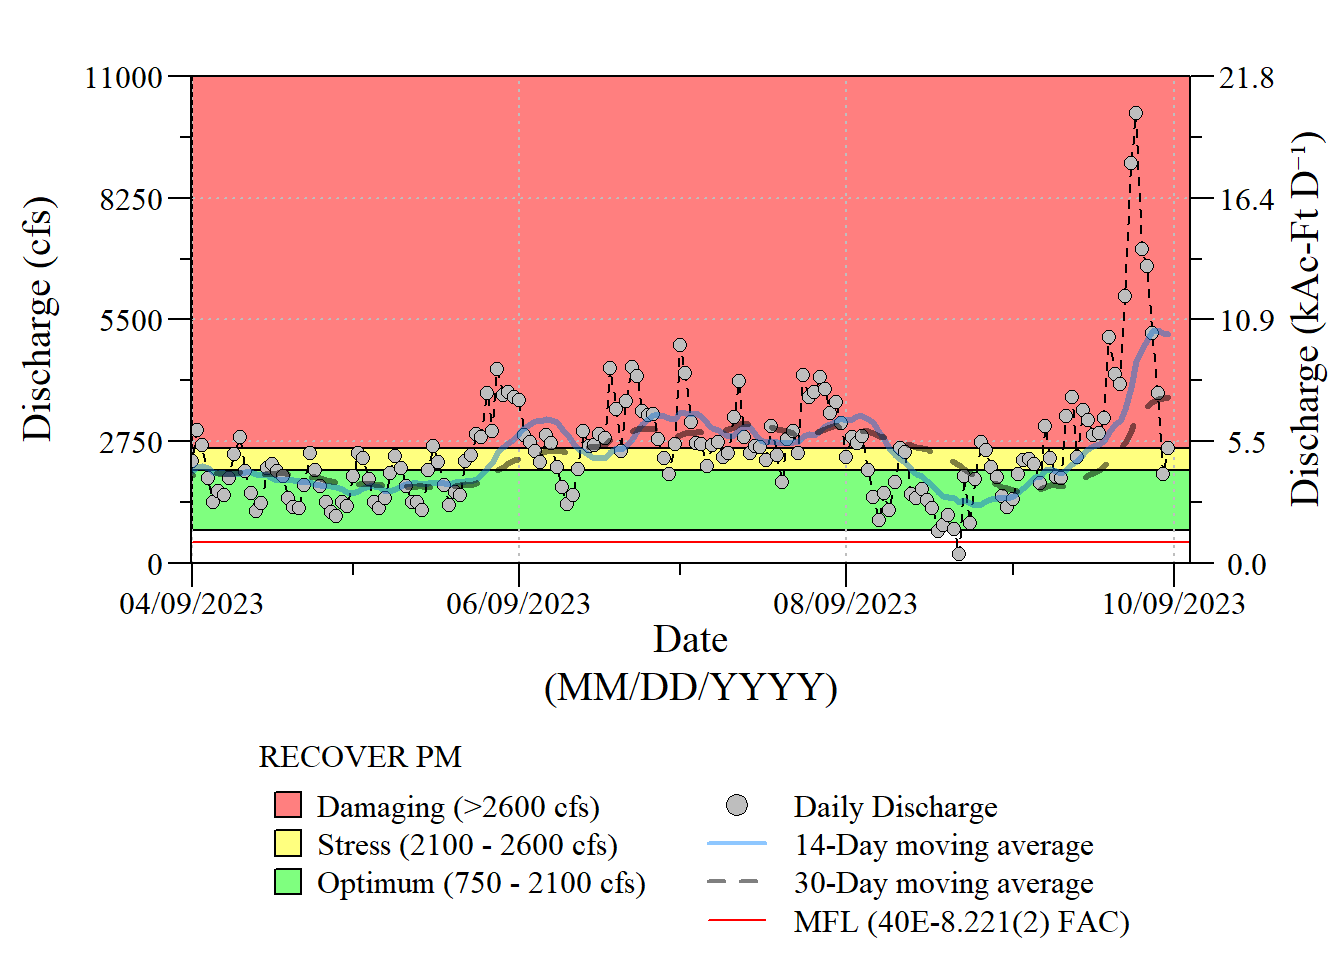 11000
8250
5500
2750
0
Discharge (cfs)
21.8
16.4
10.9
5.5
0.0
Discharge (kAc-Ft D⁻¹)
04/09/2023 06/09/2023 08/09/2023 10/09/2023
Date
(MM/DD/YYYY)
RECOVER PM
Damaging (>2600 cfs)
Stress (2100 - 2600 cfs)
Optimum (750 - 2100 cfs)
Daily Discharge
14-Day moving average
30-Day moving average
MFL (40E-8.221(2) FAC)